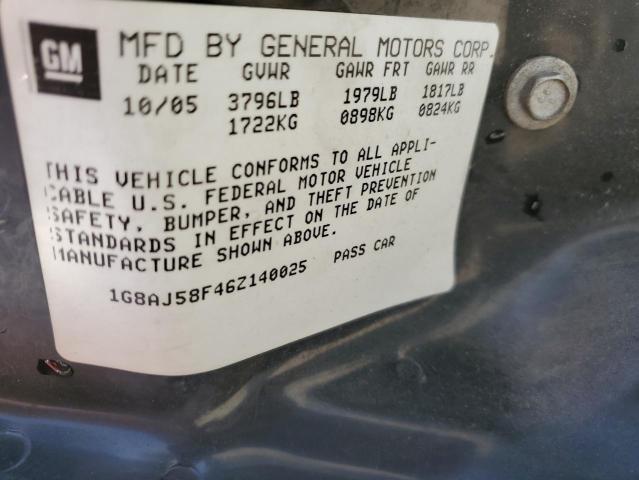 GM
MFD BY GENERAL MOTORS CORP.
DATE GVWR GAWR FRT GAWR RR
10/05 3796LB 1979LB 1817LB
1722KG 0898KG 0824KG
THIS VEHICLE CONFORMS TO ALL APPLI-
CABLE U.S. FEDERAL MOTOR VEHICLE
SAFETY, BUMPER, AND THEFT PREVENTION
STANDARDS IN EFFECT ON THE DATE OF
MANUFACTURE SHOWN ABOVE.
1G8AJ58F46Z140025 PASS CAR